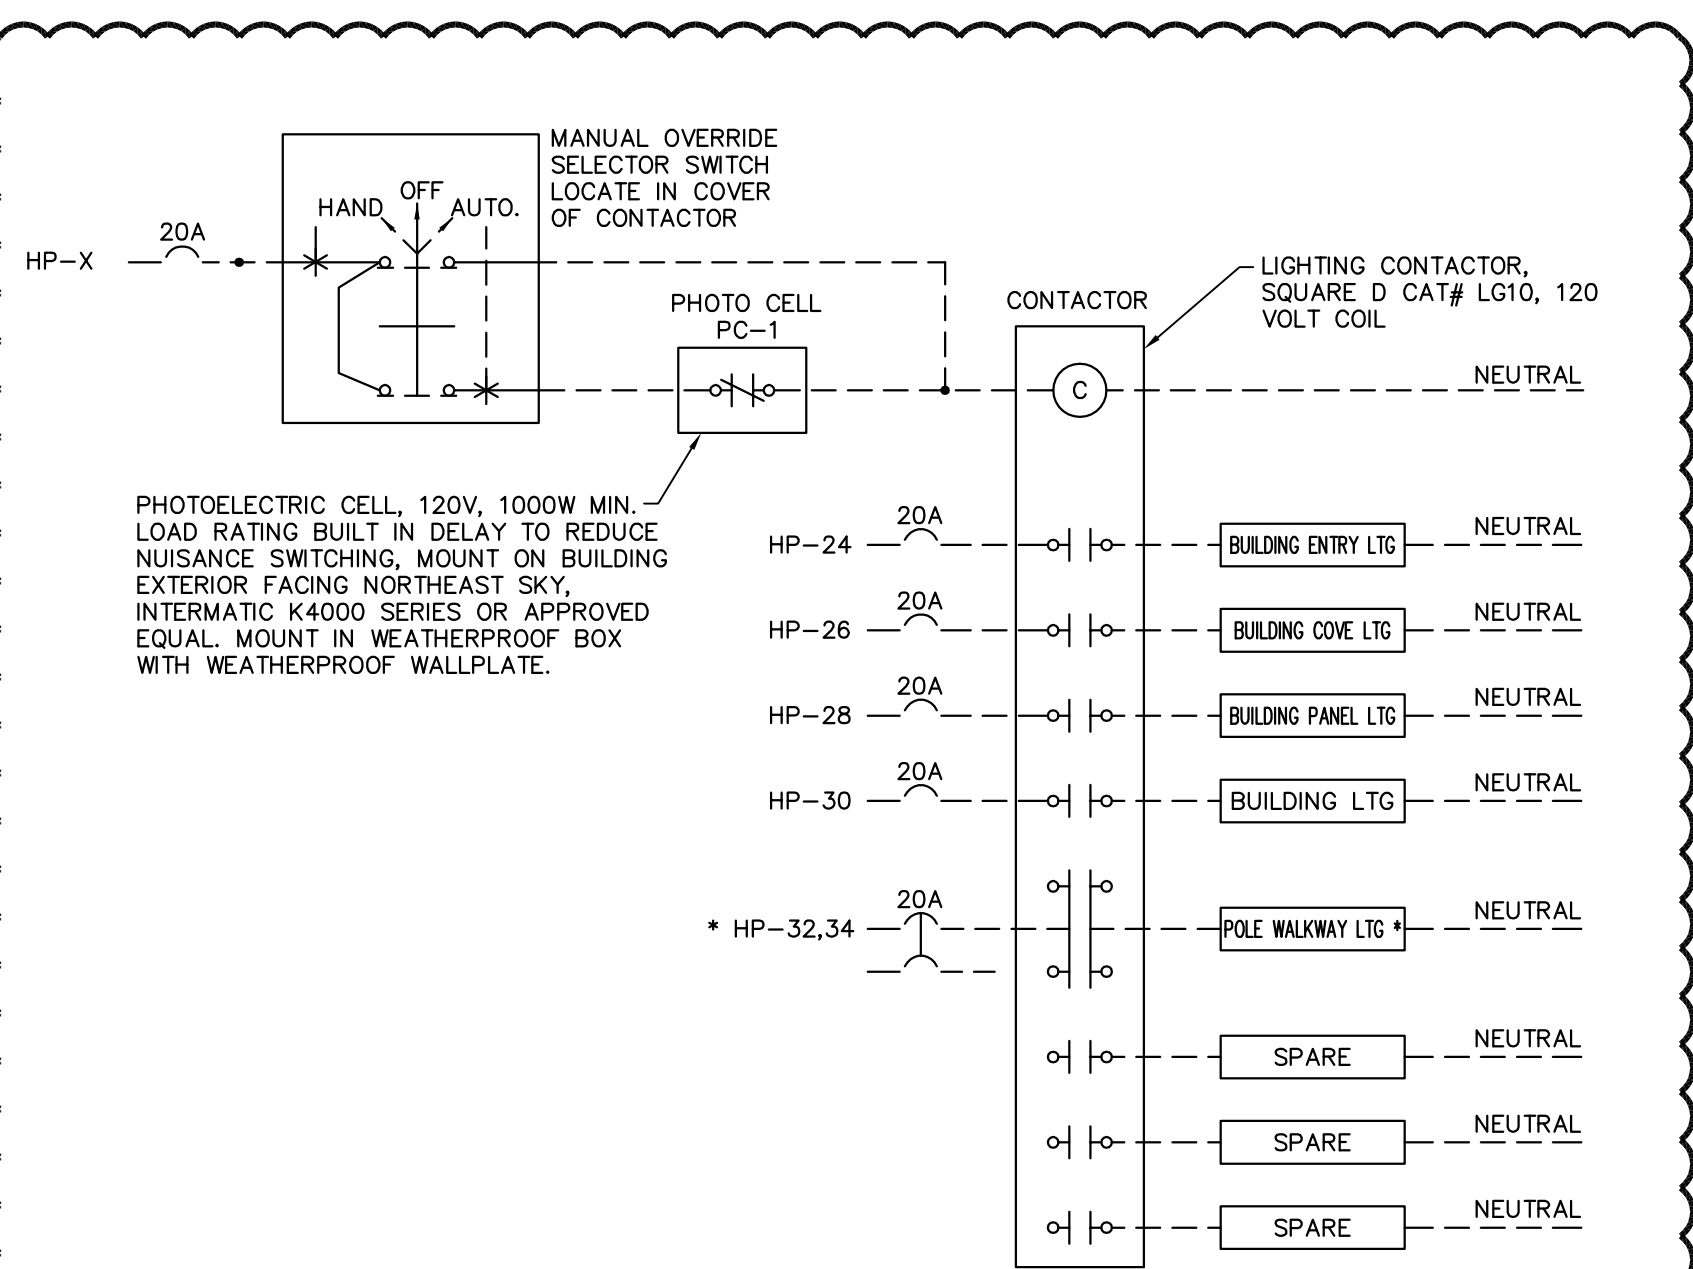 MANUAL OVERRIDE
SELECTOR SWITCH
LOCATE IN COVER
OF CONTACTOR
OFF
HAND
AUTO.
20A
HP-X
LIGHTING CONTACTOR,
SQUARE D CAT# LG10, 120
VOLT COIL
PHOTO CELL
PC-1
CONTACTOR
C
NEUTRAL
PHOTOELECTRIC CELL, 120V, 1000W MIN.
LOAD RATING BUILT IN DELAY TO REDUCE
NUISANCE SWITCHING, MOUNT ON BUILDING
EXTERIOR FACING NORTHEAST SKY,
INTERMATIC K4000 SERIES OR APPROVED
EQUAL. MOUNT IN WEATHERPROOF BOX
WITH WEATHERPROOF WALLPLATE.
20A
HP-24
BUILDING ENTRY LTG
NEUTRAL
20A
HP-26
BUILDING COVE LTG
NEUTRAL
20A
HP-28
BUILDING PANEL LTG
NEUTRAL
20A
HP-30
BUILDING LTG
NEUTRAL
20A
* HP-32,34
POLE WALKWAY LTG *
NEUTRAL
SPARE
NEUTRAL
SPARE
NEUTRAL
SPARE
NEUTRAL